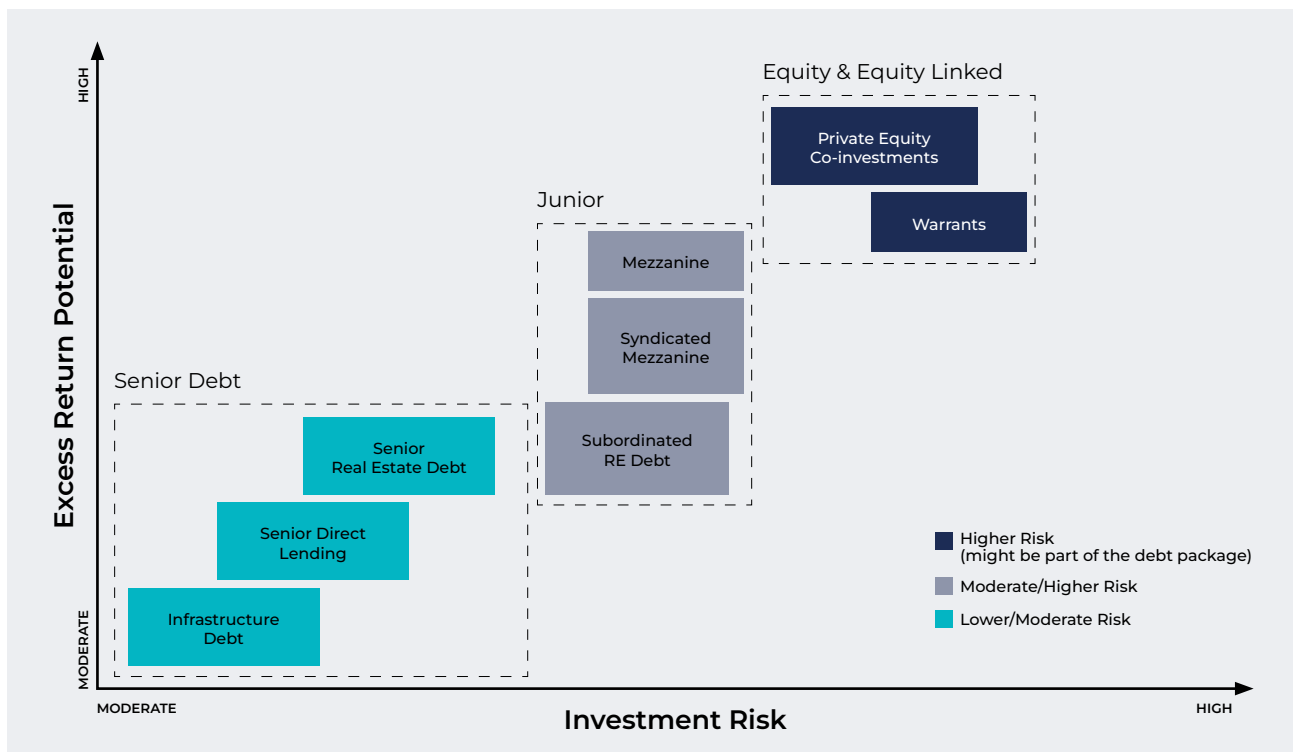 Excess Return Potential
HIGH
MODERATE
Equity & Equity Linked
Private Equity
Co-investments
Warrants
Junior
Mezzanine
Syndicated
Mezzanine
Subordinated
RE Debt
Senior Debt
Senior
Real Estate Debt
Senior Direct
Lending
Infrastructure
Debt
Higher Risk
(might be part of the debt package)
Moderate/Higher Risk
Lower/Moderate Risk
MODERATE
Investment Risk
HIGH